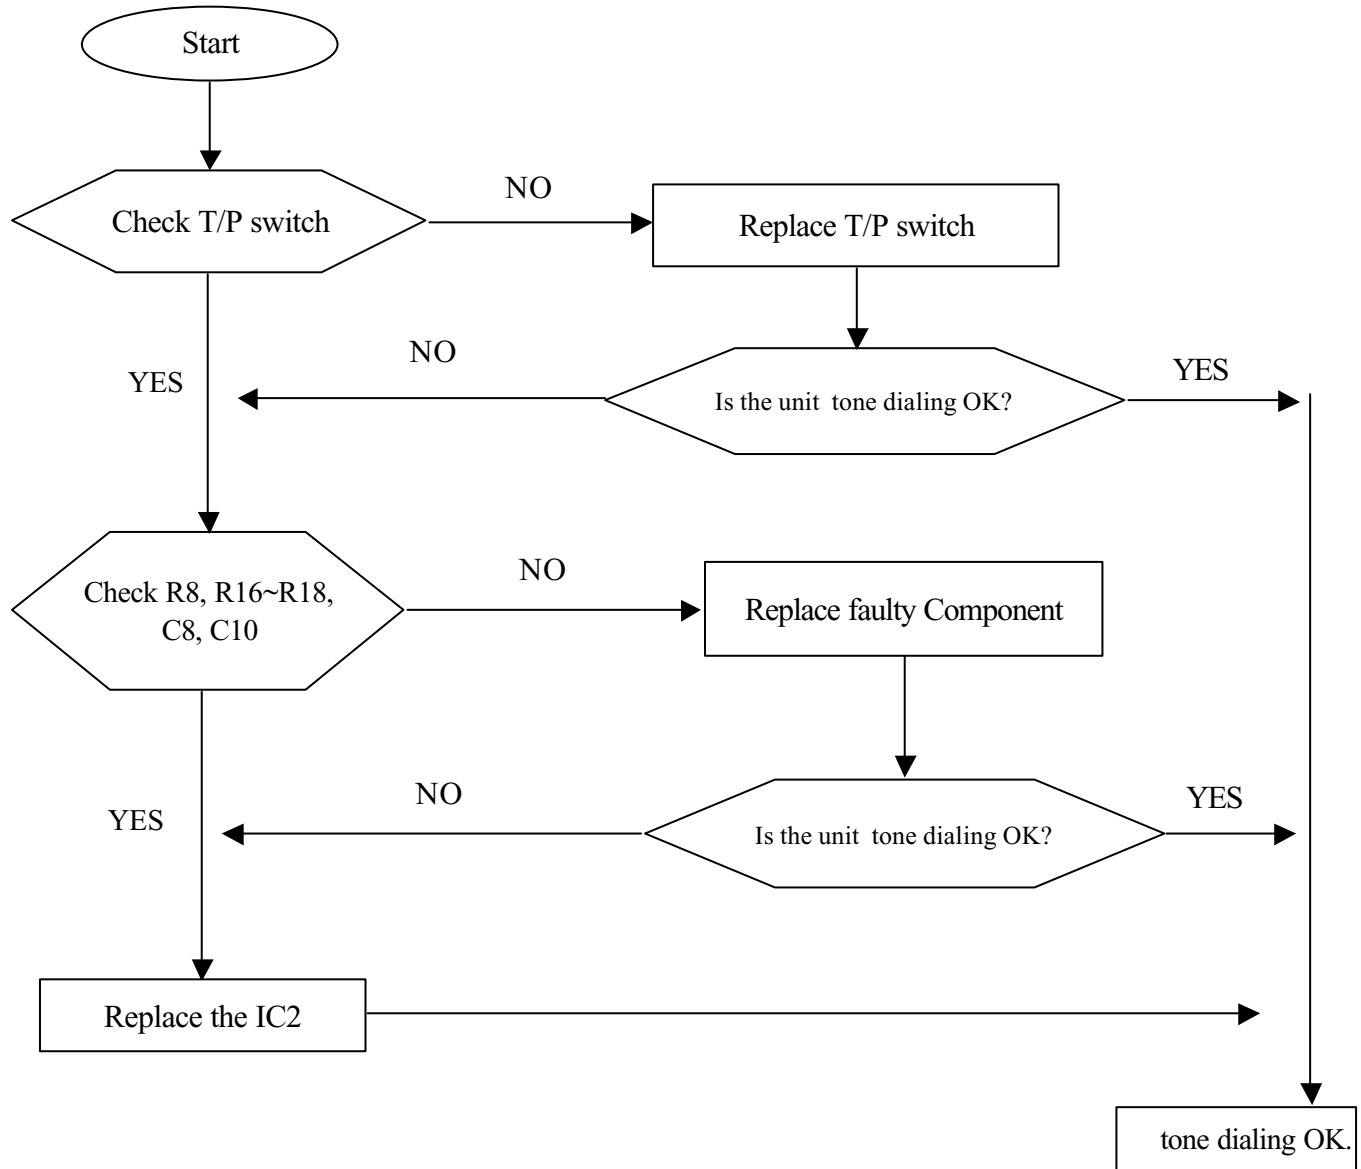 Start
Check T/P switch
NO
Replace T/P switch
YES
NO
Is the unit tone dialing OK?
YES
Check R8, R16~R18,
C8, C10
NO
Replace faulty Component
YES
NO
Is the unit tone dialing OK?
YES
Replace the IC2
tone dialing OK.